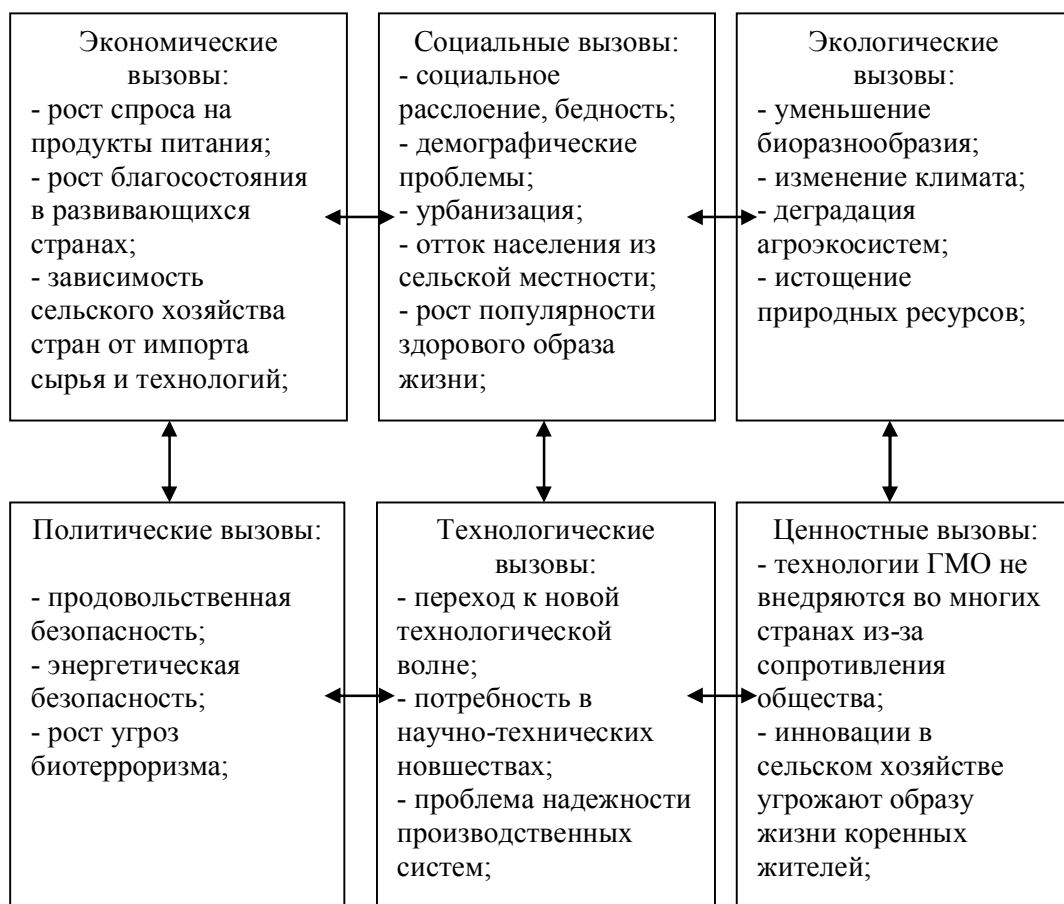 Экономические
вызовы:
- рост спроса на
продукты питания;
- рост благосостояния
в развивающихся
странах;
- зависимость
сельского хозяйства
стран от импорта
сырья и технологий;
Социальные вызовы:
- социальное
расслоение, бедность;
- демографические
проблемы;
- урбанизация;
- отток населения из
сельской местности;
- рост популярности
здорового образа
жизни;
Экологические
вызовы:
- уменьшение
биоразнообразия;
- изменение климата;
- деградация
агроэкосистем;
- истощение
природных ресурсов;
Политические вызовы:
- продовольственная
безопасность;
- энергетическая
безопасность;
- рост угроз
биотерроризма;
Технологические
вызовы:
- переход к новой
технологической
волне;
- потребность в
научно-технических
новшествах;
- проблема надежности
производственных
систем;
Ценностные вызовы:
- технологии ГМО не
внедряются во многих
странах из-за
сопротивления
общества;
- инновации в
сельском хозяйстве
угрожают образу
жизни коренных
жителей;